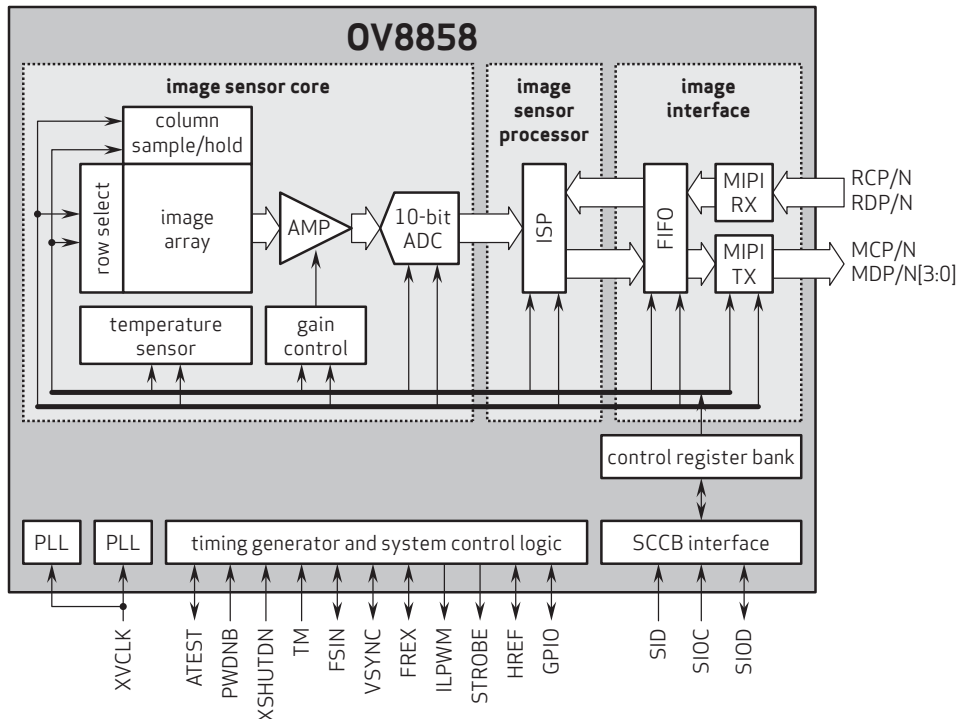 OV8858
image sensor core
image
sensor
processor
image
interface
column
sample/hold
row select
image
array
AMP
10-bit
ADC
ISP
FIFO
MIPI
RX
MIPI
TX
RCP/N
RDP/N
MCP/N
MDP/N[3:0]
temperature
sensor
gain
control
control register bank
PLL
PLL
timing generator and system control logic
SCCB interface
XVCLK
ATEST
PWDNB
XSHUTDN
TM
FSIN
VSYNC
FREX
ILPWM
STROBE
HREF
GPIO
SID
SIOC
SIOD